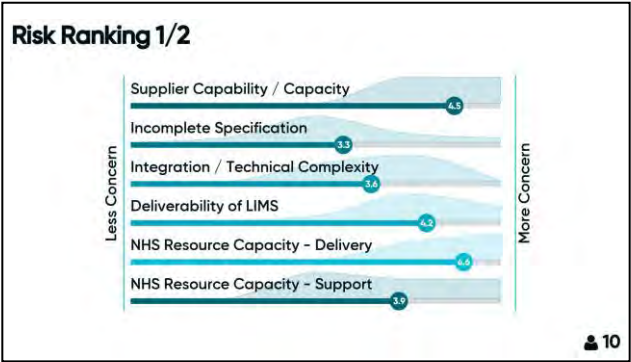 Risk Ranking 1/2
Supplier Capability / Capacity
4.5
Incomplete Specification
3.3
Integration / Technical Complexity
3.6
Deliverability of LIMS
4.2
NHS Resource Capacity - Delivery
4.6
NHS Resource Capacity - Support
3.9
Less Concern
More Concern
10